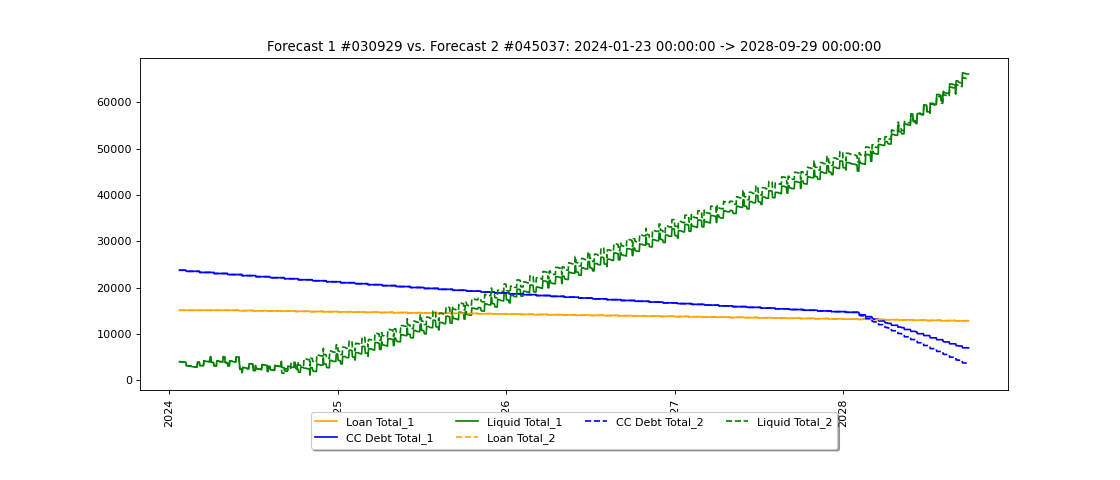 Forecast 1 #030929 vs. Forecast 2 #045037: 2024-01-23 00:00:00 -> 2028-09-29 00:00:00
60000
50000
40000
30000
20000
10000
0
2024
25
26
27
2028
Loan Total_1
Liquid Total_1
CC Debt Total_2
Liquid Total_2
CC Debt Total_1
Loan Total_2